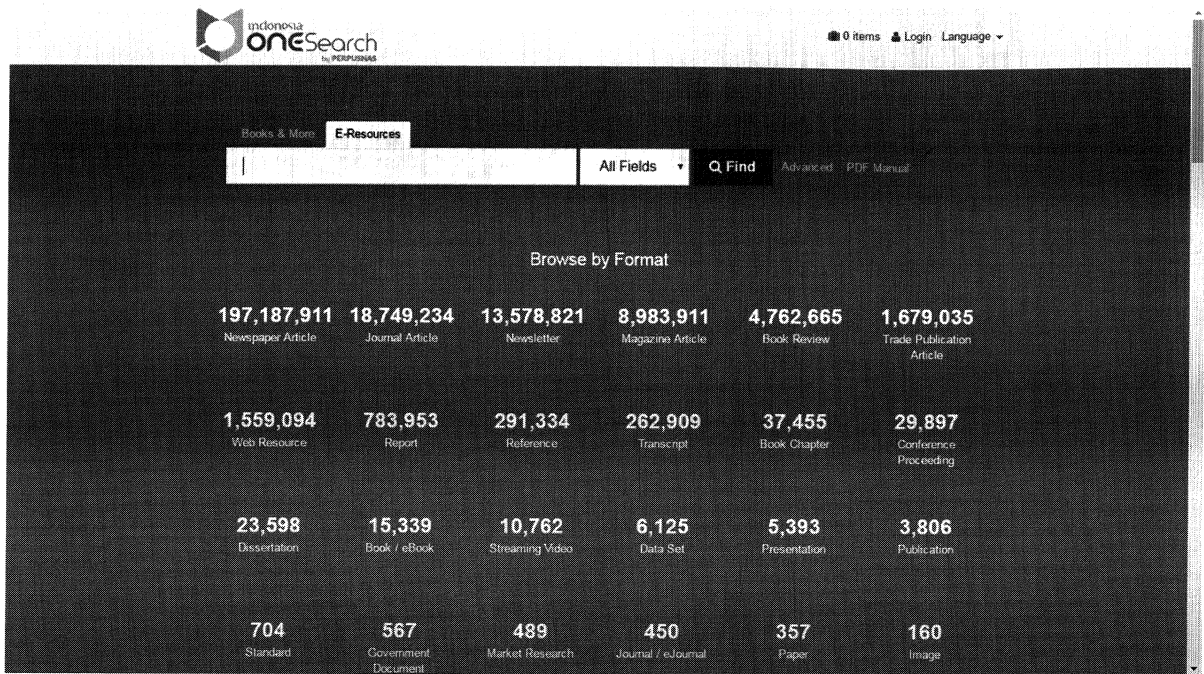 indonesia
oneSearch
by PERPUSNAS
0 items Login Language
Books & More E-Resources
All Fields Find Advanced PDF Manual
Browse by Format
197,187,911 18,749,234 13,578,821 8,983,911 4,762,665 1,679,035
Newspaper Article Journal Article Newsletter Magazine Article Book Review Trade Publication
Article
1,559,094 783,953 291,334 262,909 37,455 29,897
Web Resource Report Reference Transcript Book Chapter Conference
Proceeding
23,598 15,339 10,762 6,125 5,393 3,806
Dissertation Book / eBook Streaming Video Data Set Presentation Publication
704 567 489 450 357 160
Standard Government Market Research Journal / eJournal Paper Image
Document